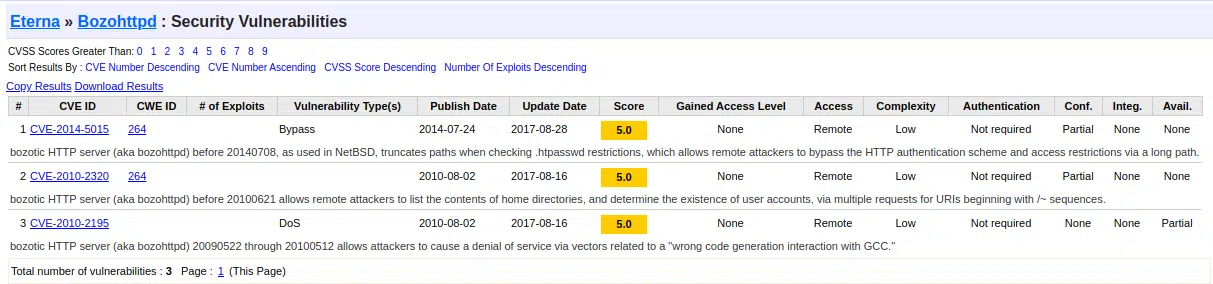 Eterna » Bozohttpd : Security Vulnerabilities
CVSS Scores Greater Than: 0 1 2 3 4 5 6 7 8 9
Sort Results By : CVE Number Descending CVE Number Ascending CVSS Score Descending Number Of Exploits Descending
Copy Results Download Results
# CVE ID CWE ID # of Exploits Vulnerability Type(s) Publish Date Update Date Score Gained Access Level Access Complexity Authentication Conf. Integ. Avail.
1 CVE-2014-5015 264 Bypass 2014-07-24 2017-08-28 5.0 None Remote Low Not required Partial None None
bozotic HTTP server (aka bozohttpd) before 20140708, as used in NetBSD, truncates paths when checking .htpasswd restrictions, which allows remote attackers to bypass the HTTP authentication scheme and access restrictions via a long path.
2 CVE-2010-2320 264 2010-08-02 2017-08-16 5.0 None Remote Low Not required Partial None None
bozotic HTTP server (aka bozohttpd) before 20100621 allows remote attackers to list the contents of home directories, and determine the existence of user accounts, via multiple requests for URIs beginning with /~ sequences.
3 CVE-2010-2195 DoS 2010-08-02 2017-08-16 5.0 None Remote Low Not required None None Partial
bozotic HTTP server (aka bozohttpd) 20090522 through 20100512 allows attackers to cause a denial of service via vectors related to a "wrong code generation interaction with GCC."
Total number of vulnerabilities : 3 Page : 1 (This Page)